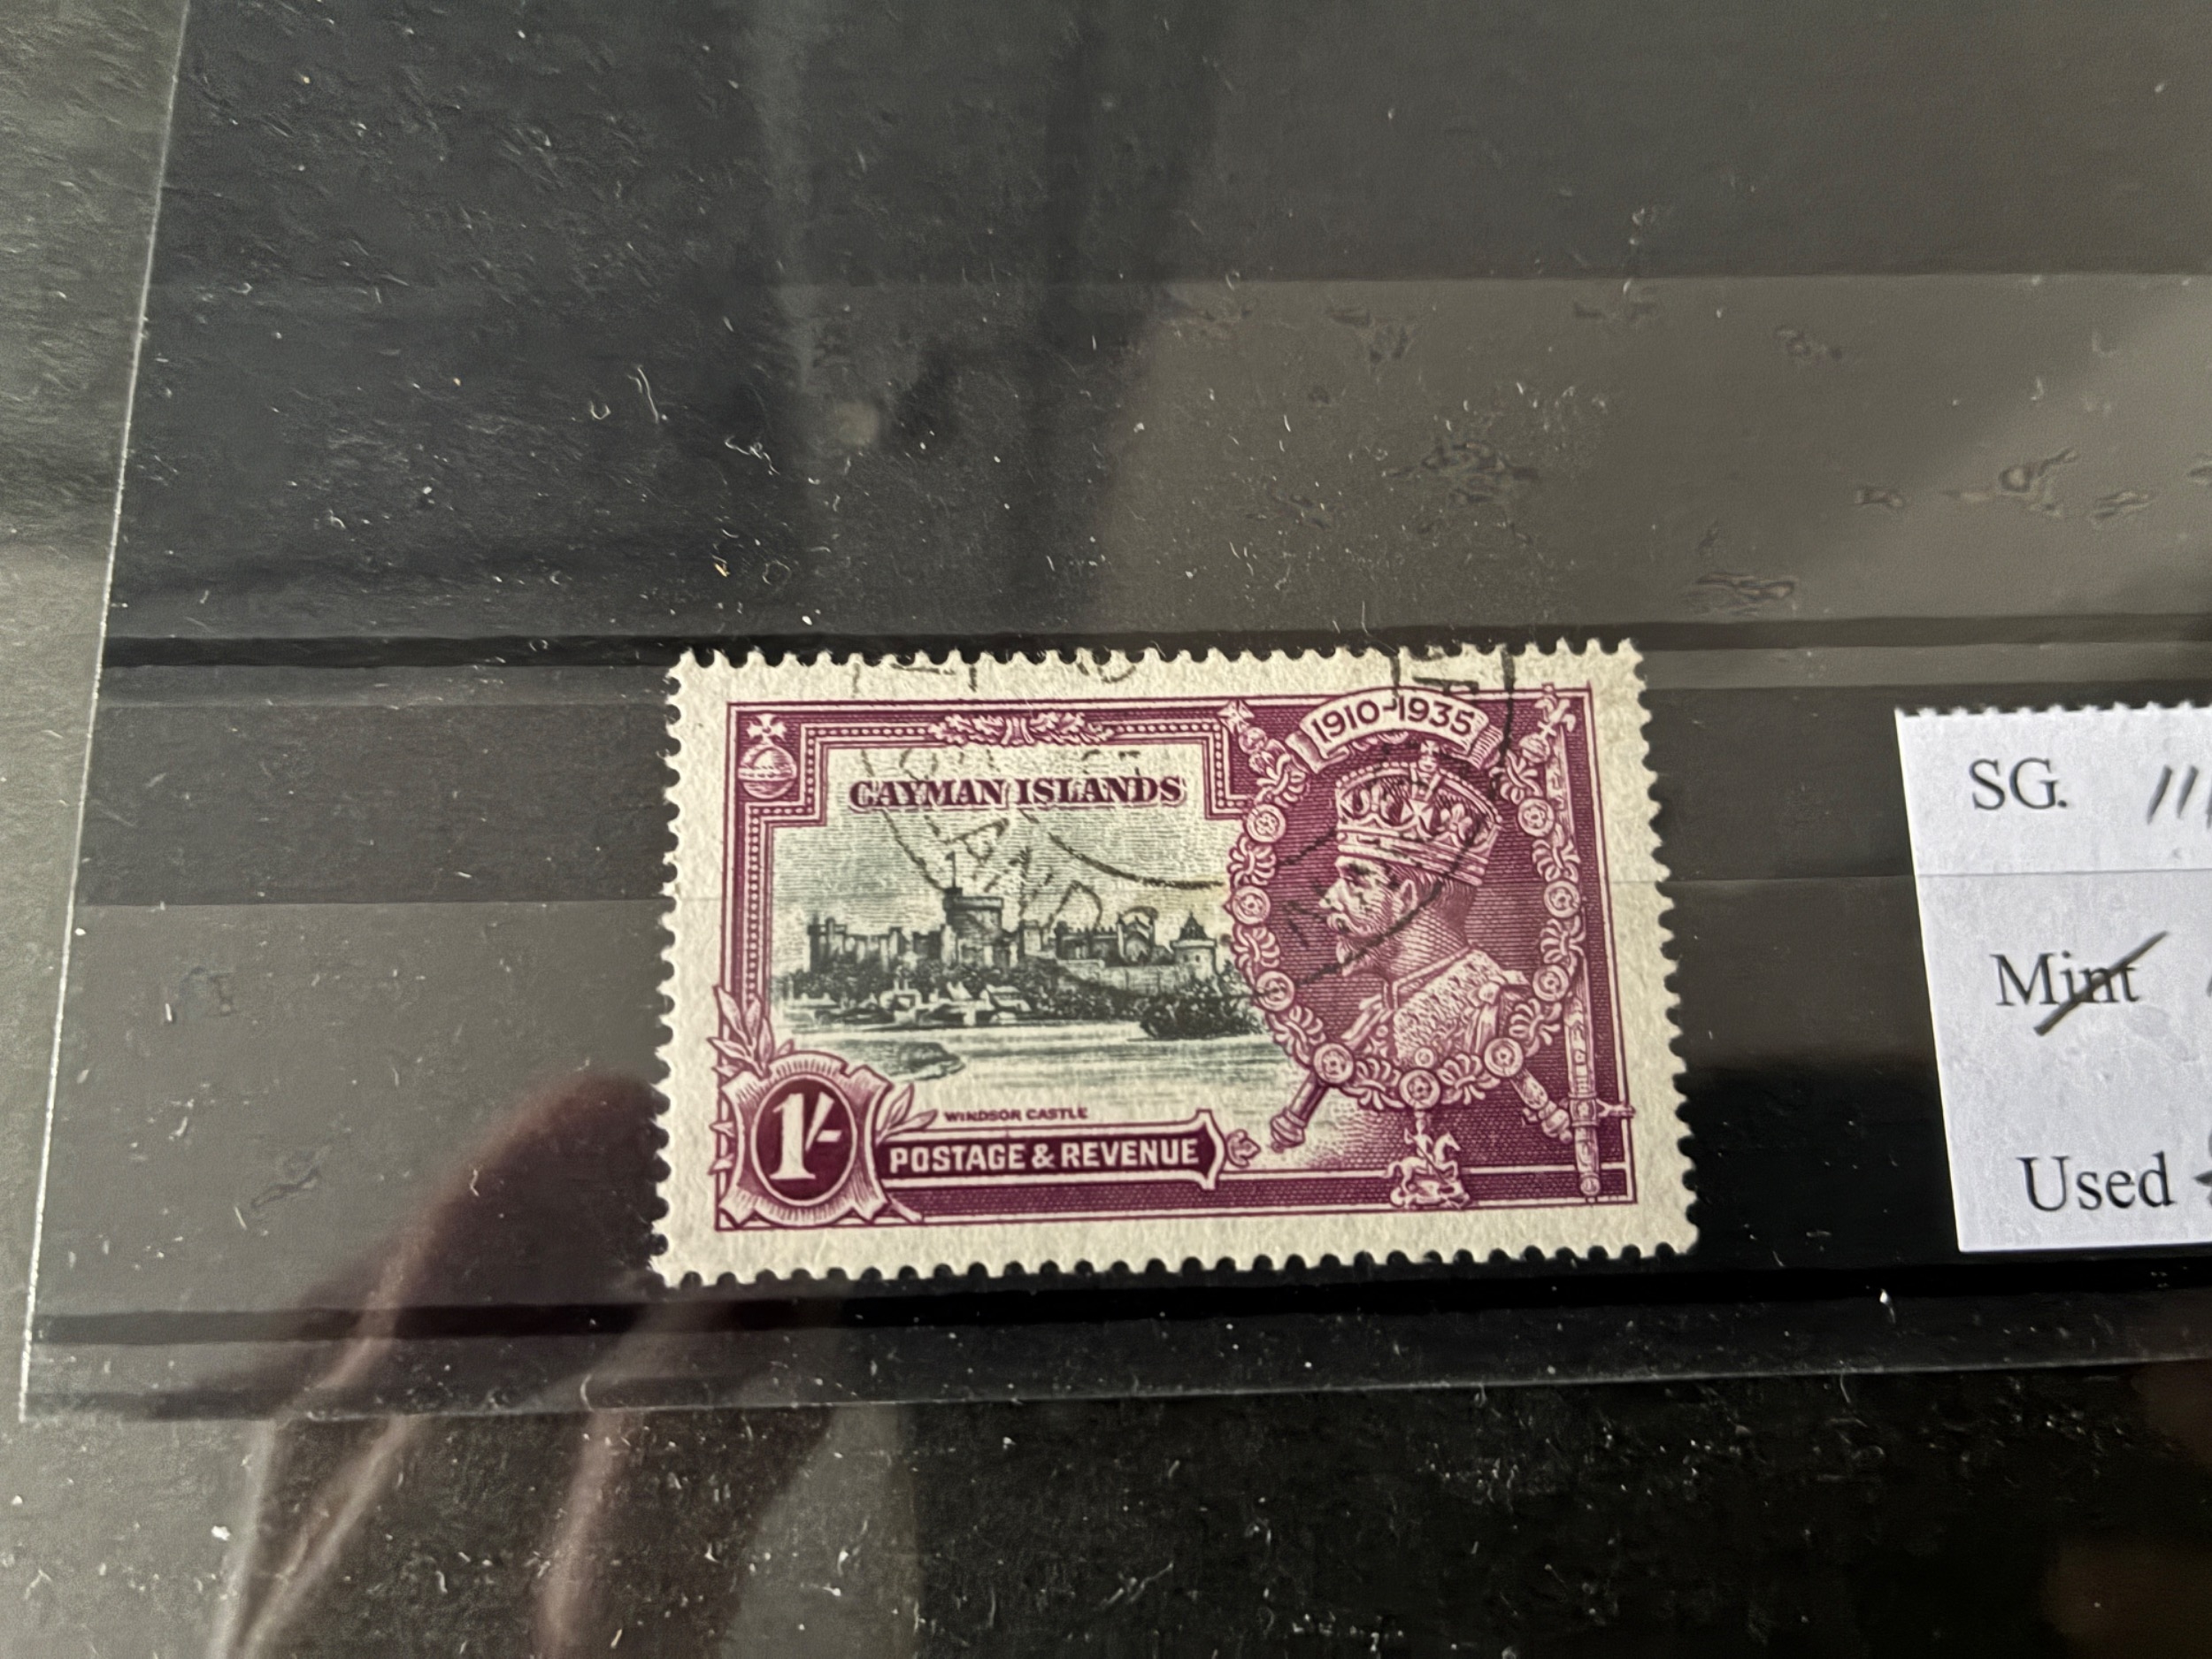 1910-1935
CAYMAN ISLANDS
WINDSOR CASTLE
1/-
POSTAGE & REVENUE
SG.
Mint
Used